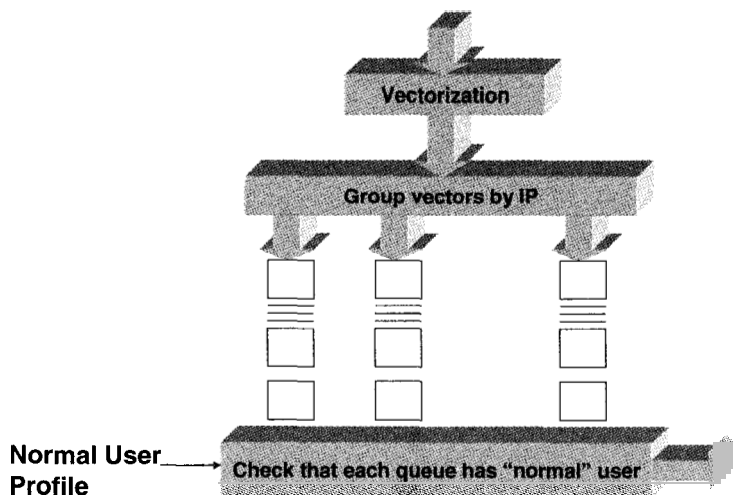 Vectorization
Group vectors by IP
Normal User
Profile
Check that each queue has "normal" user